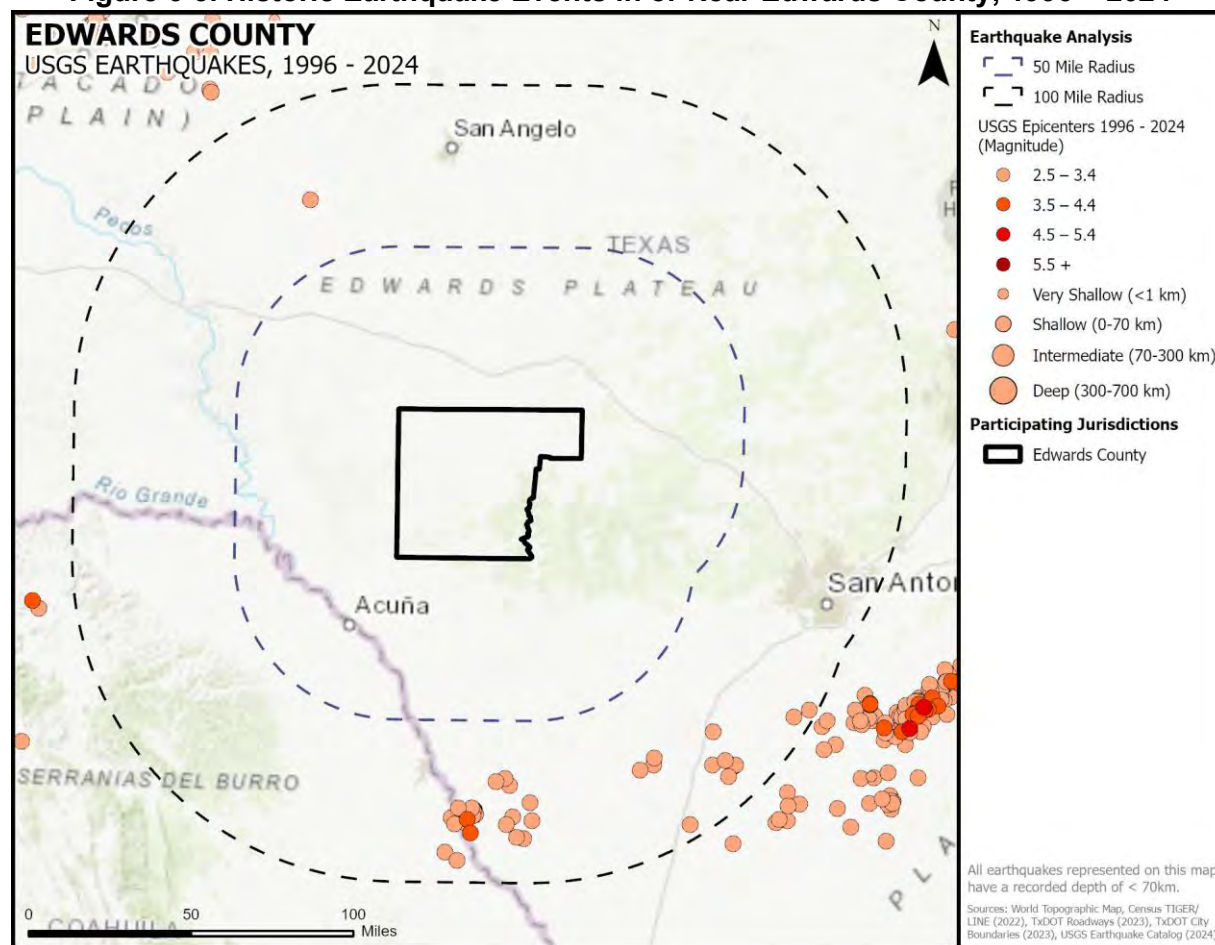 Figure 6-8. Historic Earthquake Events in or Near Edwards County, 1996 – 2024
EDWARDS COUNTY
USGS EARTHQUAKES, 1996 - 2024
TACADO
PLAIN)
San Angelo
Pecos
TEXAS
EDWARDS PLATEAU
Rio Grande
Acuña
San Anton
SERRANIAS DEL BURRO
COAHUILA
PLA
0 50 100
Miles
N
Earthquake Analysis
50 Mile Radius
100 Mile Radius
USGS Epicenters 1996 - 2024
(Magnitude)
2.5 – 3.4
3.5 – 4.4
4.5 – 5.4
5.5 +
Very Shallow (<1 km)
Shallow (0-70 km)
Intermediate (70-300 km)
Deep (300-700 km)
Participating Jurisdictions
Edwards County
All earthquakes represented on this map
have a recorded depth of < 70km.
Sources: World Topographic Map, Census TIGER/
LINE (2022), TxDOT Roadways (2023), TxDOT City
Boundaries (2023), USGS Earthquake Catalog (2024)